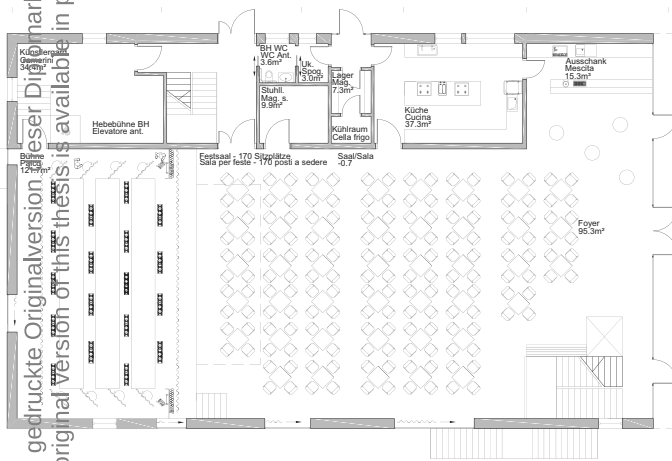 gedruckte Originalversion dieser Diplomar
original version of this thesis is available in p
Künstlergard.
Camerini
34.4m²
Hebebühne BH
Elevatore ant.
BH WC
WC Ant.
3.6m²
Uk.
Spog.
3.0m²
Stuhll.
Mag. s.
9.9m²
Lager
Mag.
7.3m²
Kühlraum
Cella frigo
Küche
Cucina
37.3m²
Ausschank
Mescita
15.3m²
Bühne
Palco
121.7m²
Festsaal - 170 Sitzplätze
Sala per feste - 170 posti a sedere
Saal/Sala
-0.7
Foyer
95.3m²